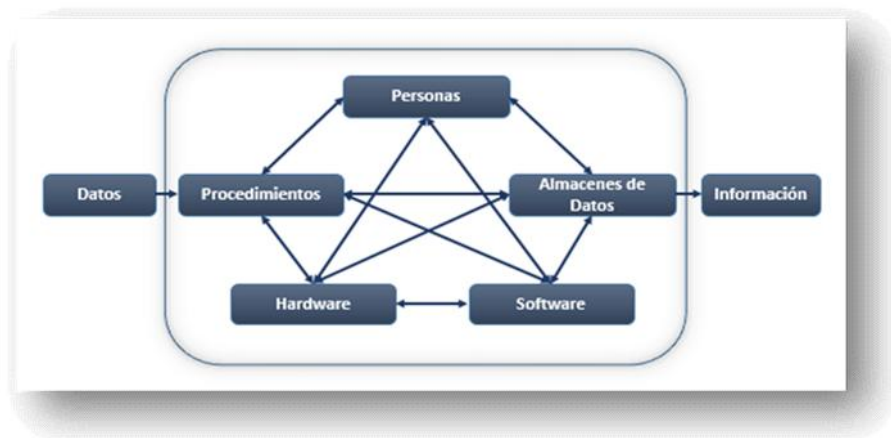 Personas
Datos
Procedimientos
Almacenes de
Datos
Información
Hardware
Software